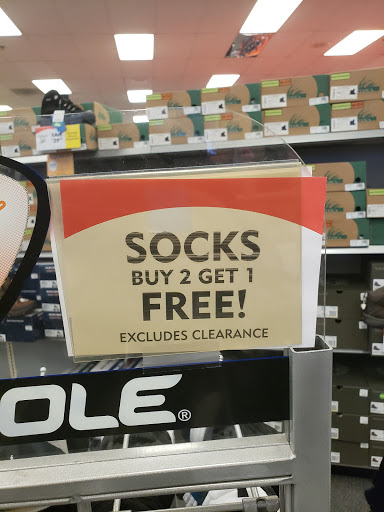 SOCKS
BUY 2 GET 1
FREE!
EXCLUDES CLEARANCE
OLE®